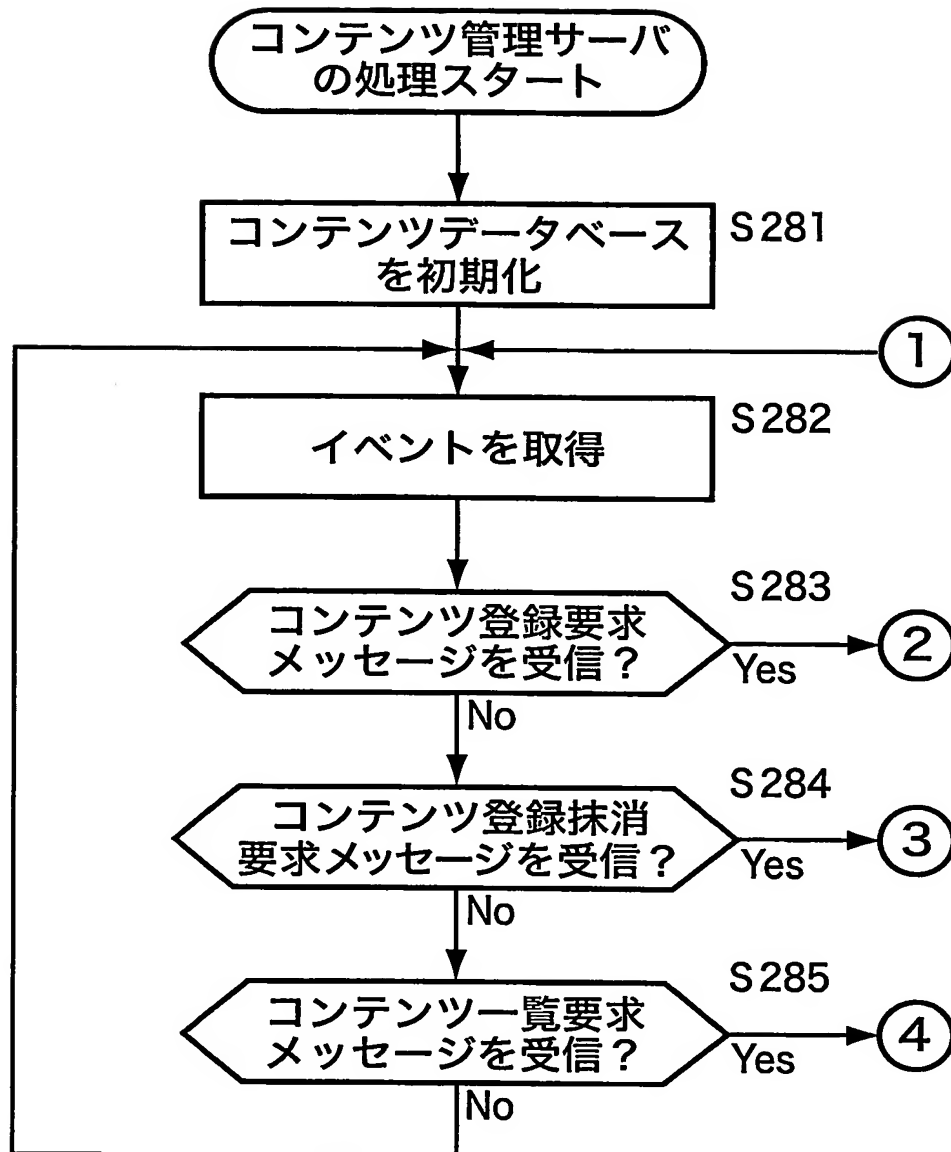 コンテンツ管理サーバ
の処理スタート
コンテンツデータベース
を初期化
S281
1
イベントを取得
S282
コンテンツ登録要求
メッセージを受信？
S283
Yes
2
No
コンテンツ登録抹消
要求メッセージを受信？
S284
Yes
3
No
コンテンツ一覧要求
メッセージを受信？
S285
Yes
4
No